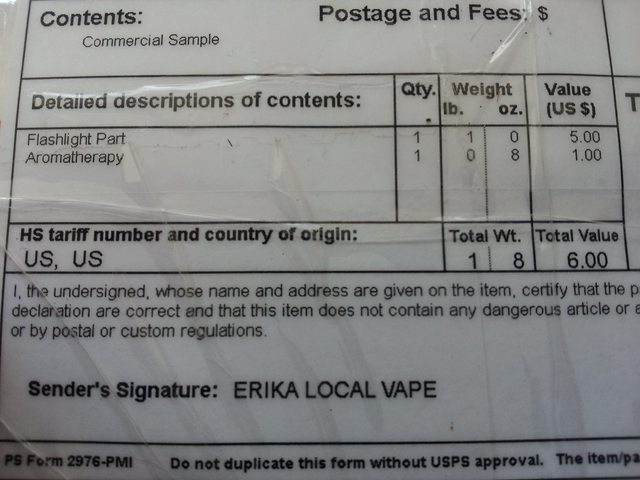 Contents:
Postage and Fees: $
Commercial Sample
Detailed descriptions of contents: Qty. Weight lb. oz. Value (US $)
Flashlight Part 1 1 0 5.00
Aromatherapy 1 0 8 1.00
HS tariff number and country of origin: Total Wt. Total Value
US, US 1 8 6.00
I, the undersigned, whose name and address are given on the item, certify that the
declaration are correct and that this item does not contain any dangerous article or
or by postal or custom regulations.
Sender's Signature: ERIKA LOCAL VAPE
PS Form 2976-PMI Do not duplicate this form without USPS approval. The